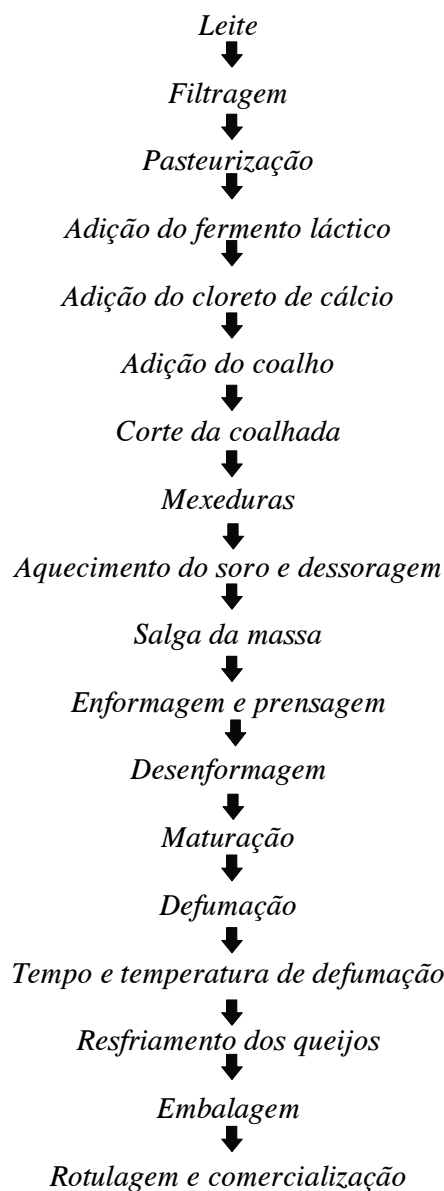 Leite
Filtragem
Pasteurização
Adição do fermento láctico
Adição do cloreto de cálcio
Adição do coalho
Corte da coalhada
Mexeduras
Aquecimento do soro e dessoragem
Salga da massa
Enformagem e prensagem
Desenformagem
Maturação
Defumação
Tempo e temperatura de defumação
Resfriamento dos queijos
Embalagem
Rotulagem e comercialização